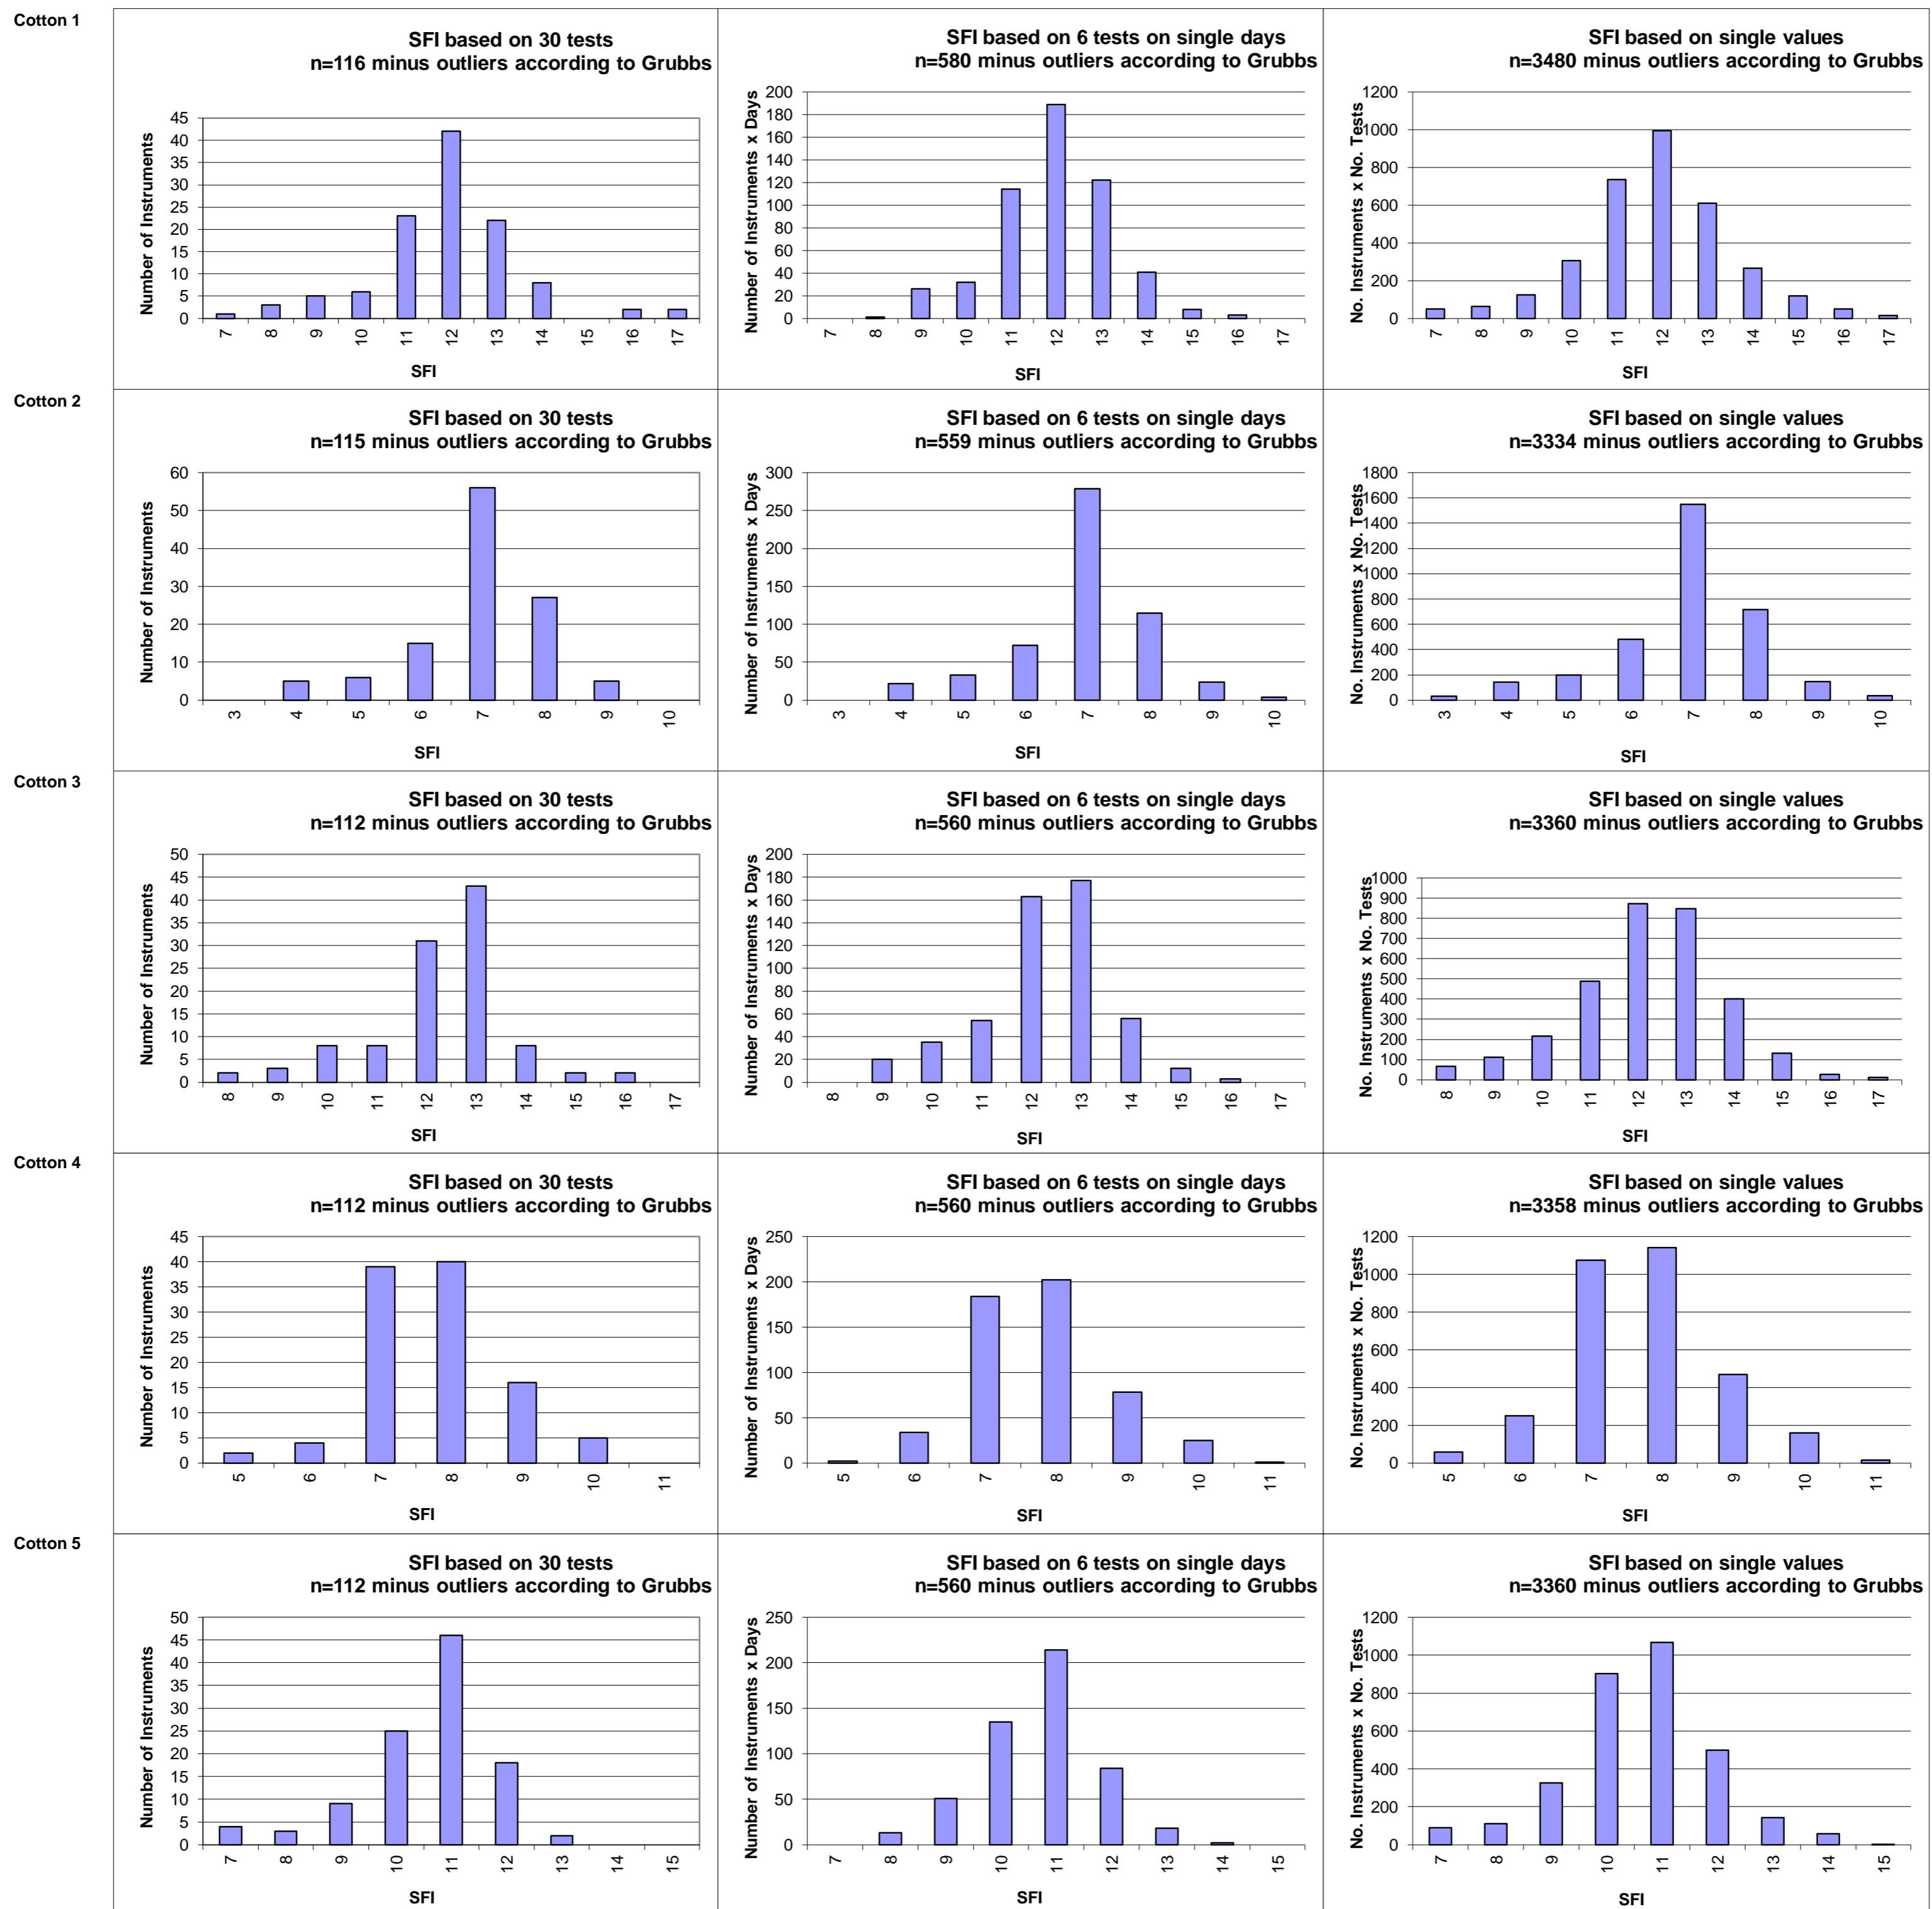 Cotton 1
SFI based on 30 tests
n=116 minus outliers according to Grubbs
Number of Instruments
45
40
35
30
25
20
15
10
5
0
7 8 9 10 11 12 13 14 15 16 17
SFI
SFI based on 6 tests on single days
n=580 minus outliers according to Grubbs
Number of Instruments x Days
200
180
160
140
120
100
80
60
40
20
0
7 8 9 10 11 12 13 14 15 16 17
SFI
SFI based on single values
n=3480 minus outliers according to Grubbs
No. Instruments x No. Tests
1200
1000
800
600
400
200
0
7 8 9 10 11 12 13 14 15 16 17
SFI
Cotton 2
SFI based on 30 tests
n=115 minus outliers according to Grubbs
Number of Instruments
60
50
40
30
20
10
0
3 4 5 6 7 8 9 10
SFI
SFI based on 6 tests on single days
n=559 minus outliers according to Grubbs
Number of Instruments x Days
300
250
200
150
100
50
0
3 4 5 6 7 8 9 10
SFI
SFI based on single values
n=3334 minus outliers according to Grubbs
No. Instruments x No. Tests
1800
1600
1400
1200
1000
800
600
400
200
0
3 4 5 6 7 8 9 10
SFI
Cotton 3
SFI based on 30 tests
n=112 minus outliers according to Grubbs
Number of Instruments
50
45
40
35
30
25
20
15
10
5
0
8 9 10 11 12 13 14 15 16 17
SFI
SFI based on 6 tests on single days
n=560 minus outliers according to Grubbs
Number of Instruments x Days
200
180
160
140
120
100
80
60
40
20
0
8 9 10 11 12 13 14 15 16 17
SFI
SFI based on single values
n=3360 minus outliers according to Grubbs
No. Instruments x No. Tests
1000
900
800
700
600
500
400
300
200
100
0
8 9 10 11 12 13 14 15 16 17
SFI
Cotton 4
SFI based on 30 tests
n=112 minus outliers according to Grubbs
Number of Instruments
45
40
35
30
25
20
15
10
5
0
5 6 7 8 9 10 11
SFI
SFI based on 6 tests on single days
n=560 minus outliers according to Grubbs
Number of Instruments x Days
250
200
150
100
50
0
5 6 7 8 9 10 11
SFI
SFI based on single values
n=3358 minus outliers according to Grubbs
No. Instruments x No. Tests
1200
1000
800
600
400
200
0
5 6 7 8 9 10 11
SFI
Cotton 5
SFI based on 30 tests
n=112 minus outliers according to Grubbs
Number of Instruments
50
45
40
35
30
25
20
15
10
5
0
7 8 9 10 11 12 13 14 15
SFI
SFI based on 6 tests on single days
n=560 minus outliers according to Grubbs
Number of Instruments x Days
250
200
150
100
50
0
7 8 9 10 11 12 13 14 15
SFI
SFI based on single values
n=3360 minus outliers according to Grubbs
No. Instruments x No. Tests
1200
1000
800
600
400
200
0
7 8 9 10 11 12 13 14 15
SFI